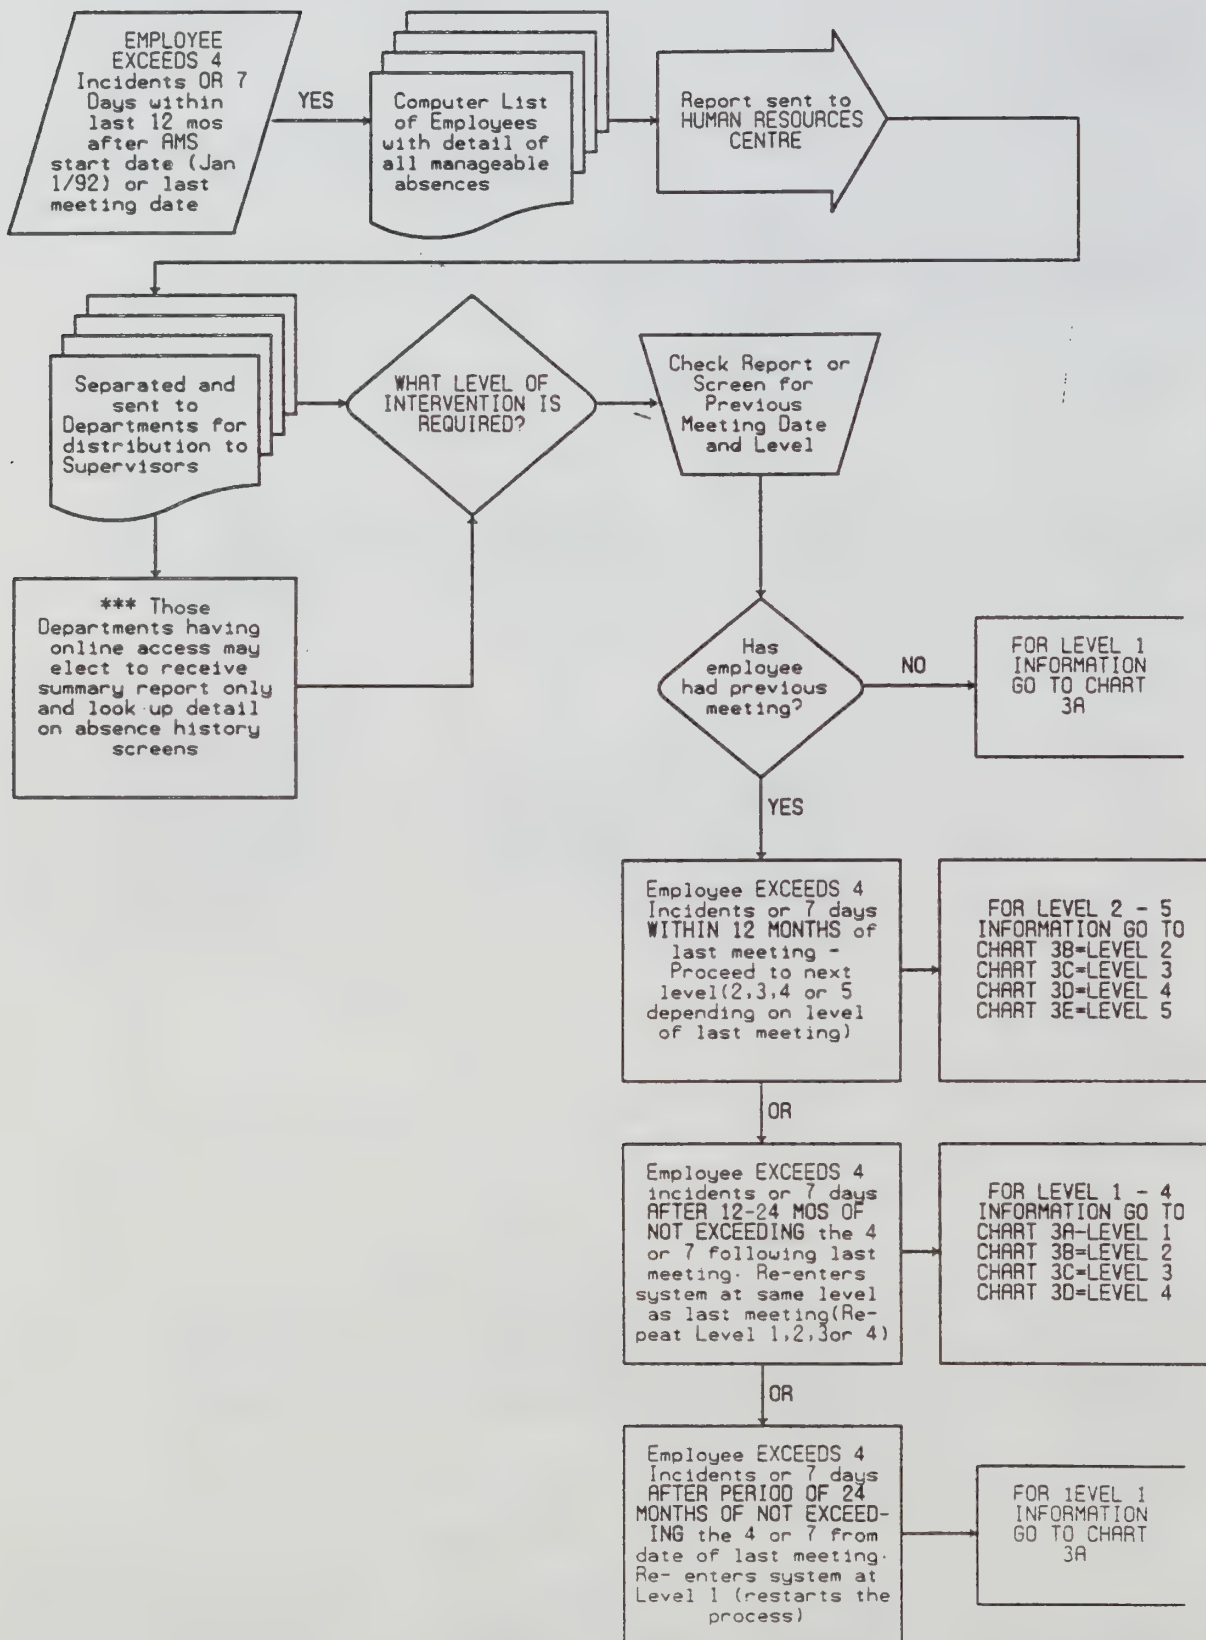 EMPLOYEE
EXCEEDS 4
Incidents OR 7
Days within
last 12 mos
after AMS
start date (Jan
1/92) or last
meeting date
YES
Computer List
of Employees
with detail of
all manageable
absences
Report sent to
HUMAN RESOURCES
CENTRE
Separated and
sent to
Departments for
distribution to
Supervisors
WHAT LEVEL OF
INTERVENTION IS
REQUIRED?
Check Report or
Screen for
Previous
Meeting Date
and Level
*** Those
Departments having
online access may
elect to receive
summary report only
and look up detail
on absence history
screens
Has
employee
had previous
meeting?
NO
FOR LEVEL 1
INFORMATION
GO TO CHART
3A
YES
Employee EXCEEDS 4
Incidents or 7 days
WITHIN 12 MONTHS of
last meeting -
Proceed to next
level(2,3,4 or 5
depending on level
of last meeting)
FOR LEVEL 2 - 5
INFORMATION GO TO
CHART 3B=LEVEL 2
CHART 3C=LEVEL 3
CHART 3D=LEVEL 4
CHART 3E=LEVEL 5
OR
Employee EXCEEDS 4
incidents or 7 days
AFTER 12-24 MOS OF
NOT EXCEEDING the 4
or 7 following last
meeting. Re-enters
system at same level
as last meeting(Re-
peat Level 1,2,3or 4)
FOR LEVEL 1 - 4
INFORMATION GO TO
CHART 3A-LEVEL 1
CHART 3B=LEVEL 2
CHART 3C=LEVEL 3
CHART 3D=LEVEL 4
OR
Employee EXCEEDS 4
Incidents or 7 days
AFTER PERIOD OF 24
MONTHS OF NOT EXCEED-
ING the 4 or 7 from
date of last meeting.
Re- enters system at
Level 1 (restarts the
process)
FOR lEVEL 1
INFORMATION
GO TO CHART
3A